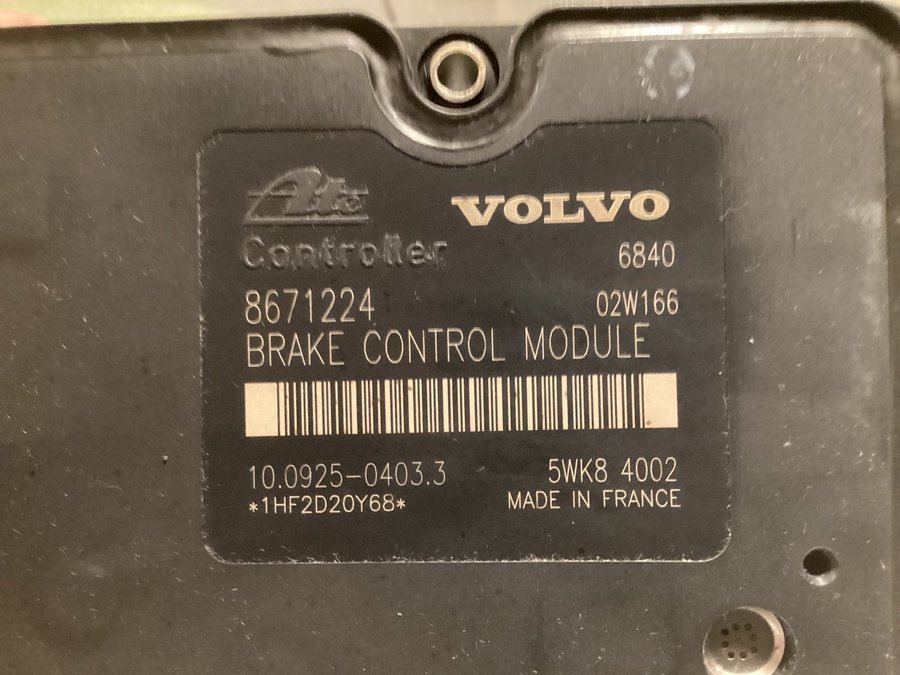 Ate VOLVO
Controller 6840
8671224 02W166
BRAKE CONTROL MODULE
10.0925-0403.3 5WK8 4002
*1HF2D20Y68* MADE IN FRANCE